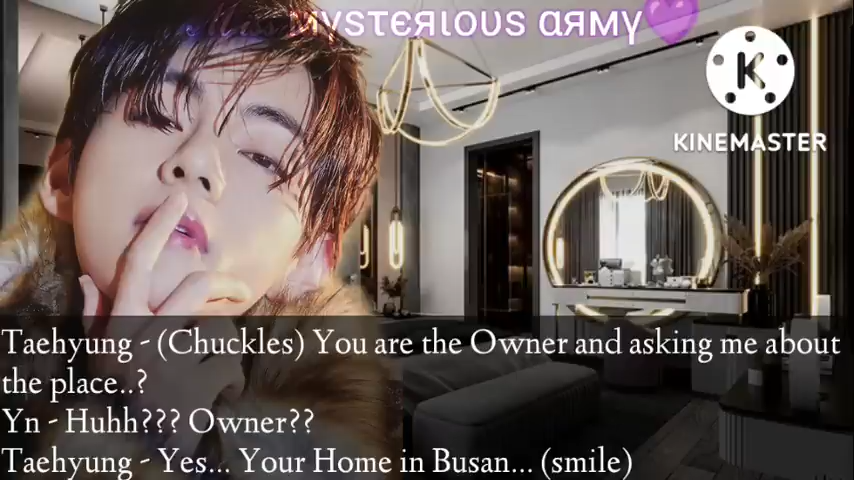 mysterious army
KINEMASTER
Taehyung - (Chuckles) You are the Owner and asking me about
the place..?
Yn - Huhh??? Owner??
Taehyung - Yes... Your Home in Busan... (smile)